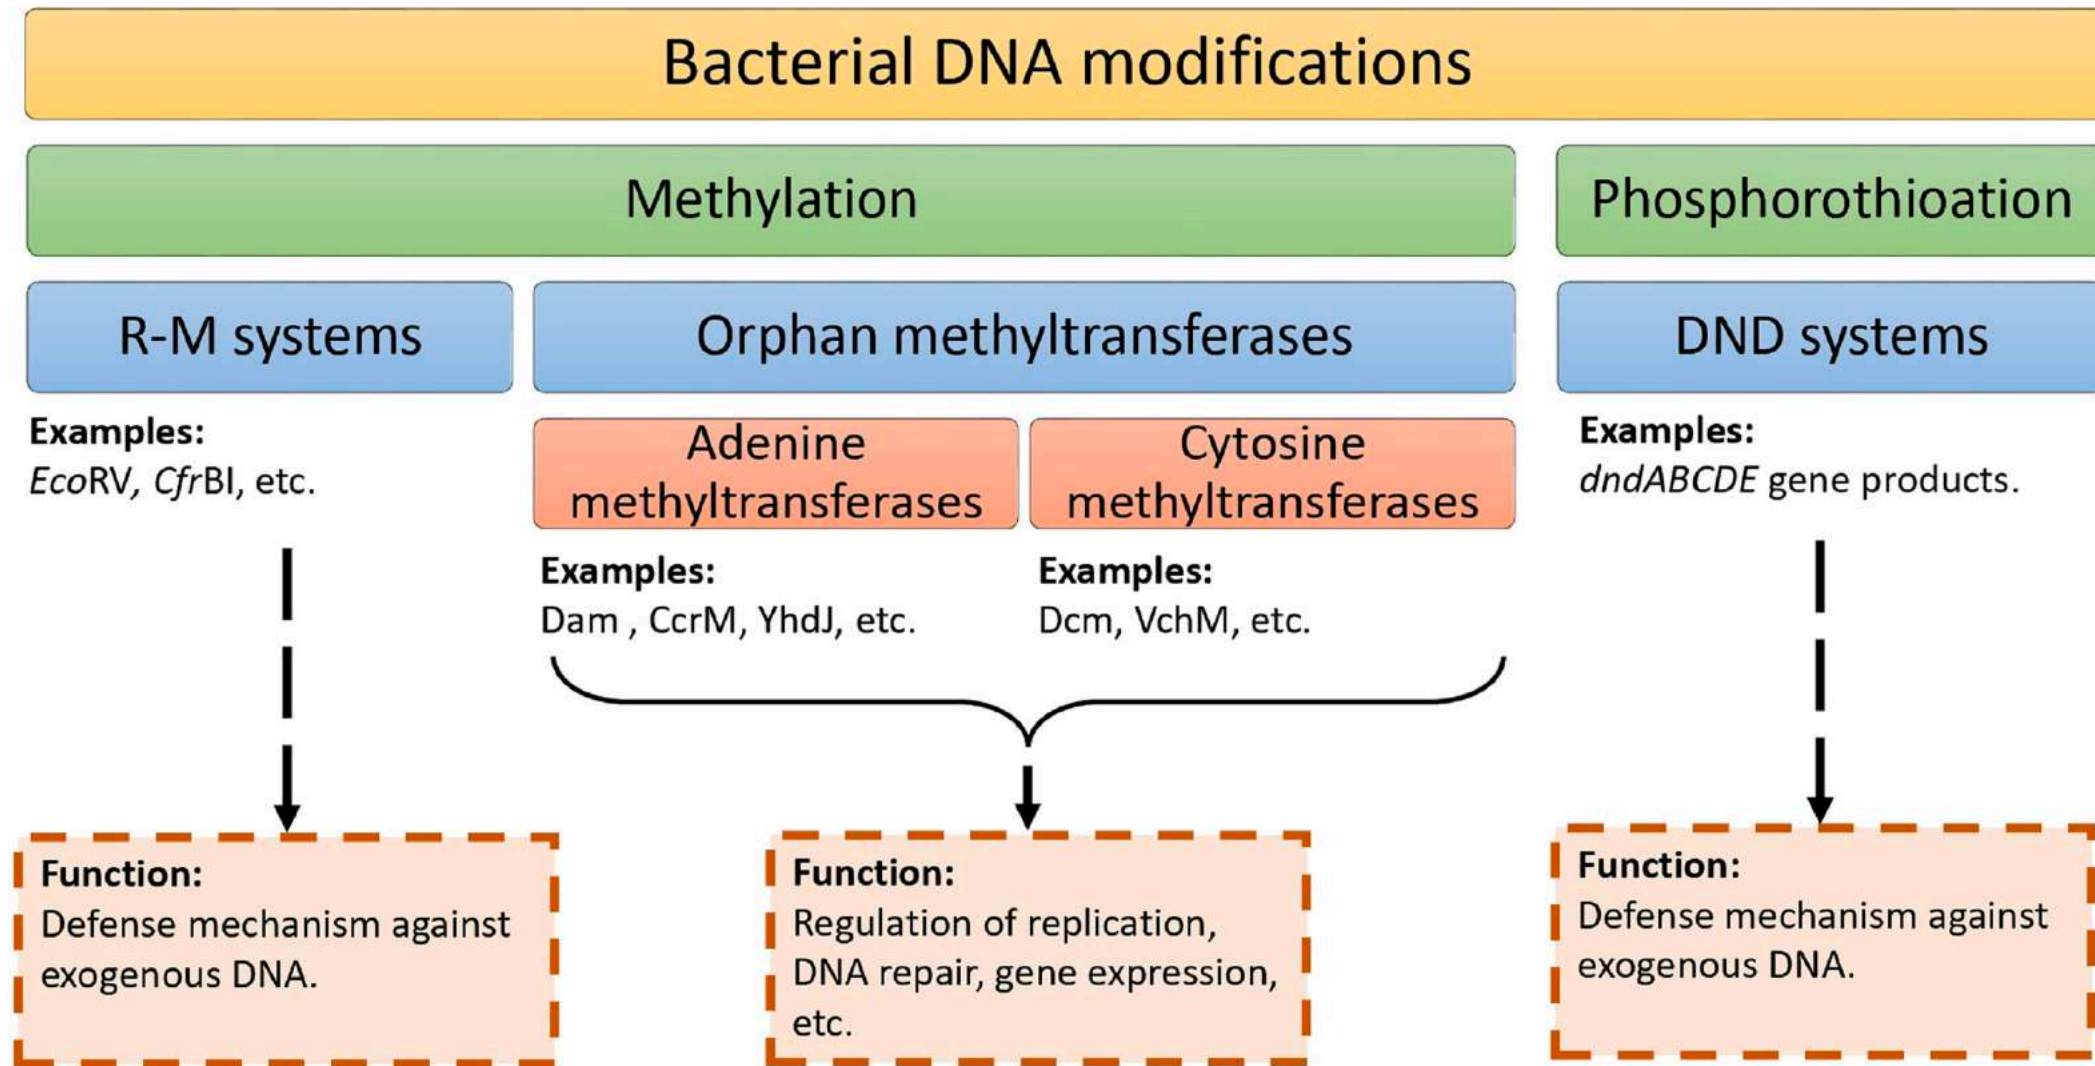 Bacterial DNA modifications
Methylation
Phosphorothioation
R-M systems
Orphan methyltransferases
DND systems
Examples:
EcoRV, CfrBI, etc.
Adenine
methyltransferases
Cytosine
methyltransferases
Examples:
dndABCDE gene products.
Examples:
Dam , CcrM, YhdJ, etc.
Examples:
Dcm, VchM, etc.
Function:
Defense mechanism against
exogenous DNA.
Function:
Regulation of replication,
DNA repair, gene expression,
etc.
Function:
Defense mechanism against
exogenous DNA.